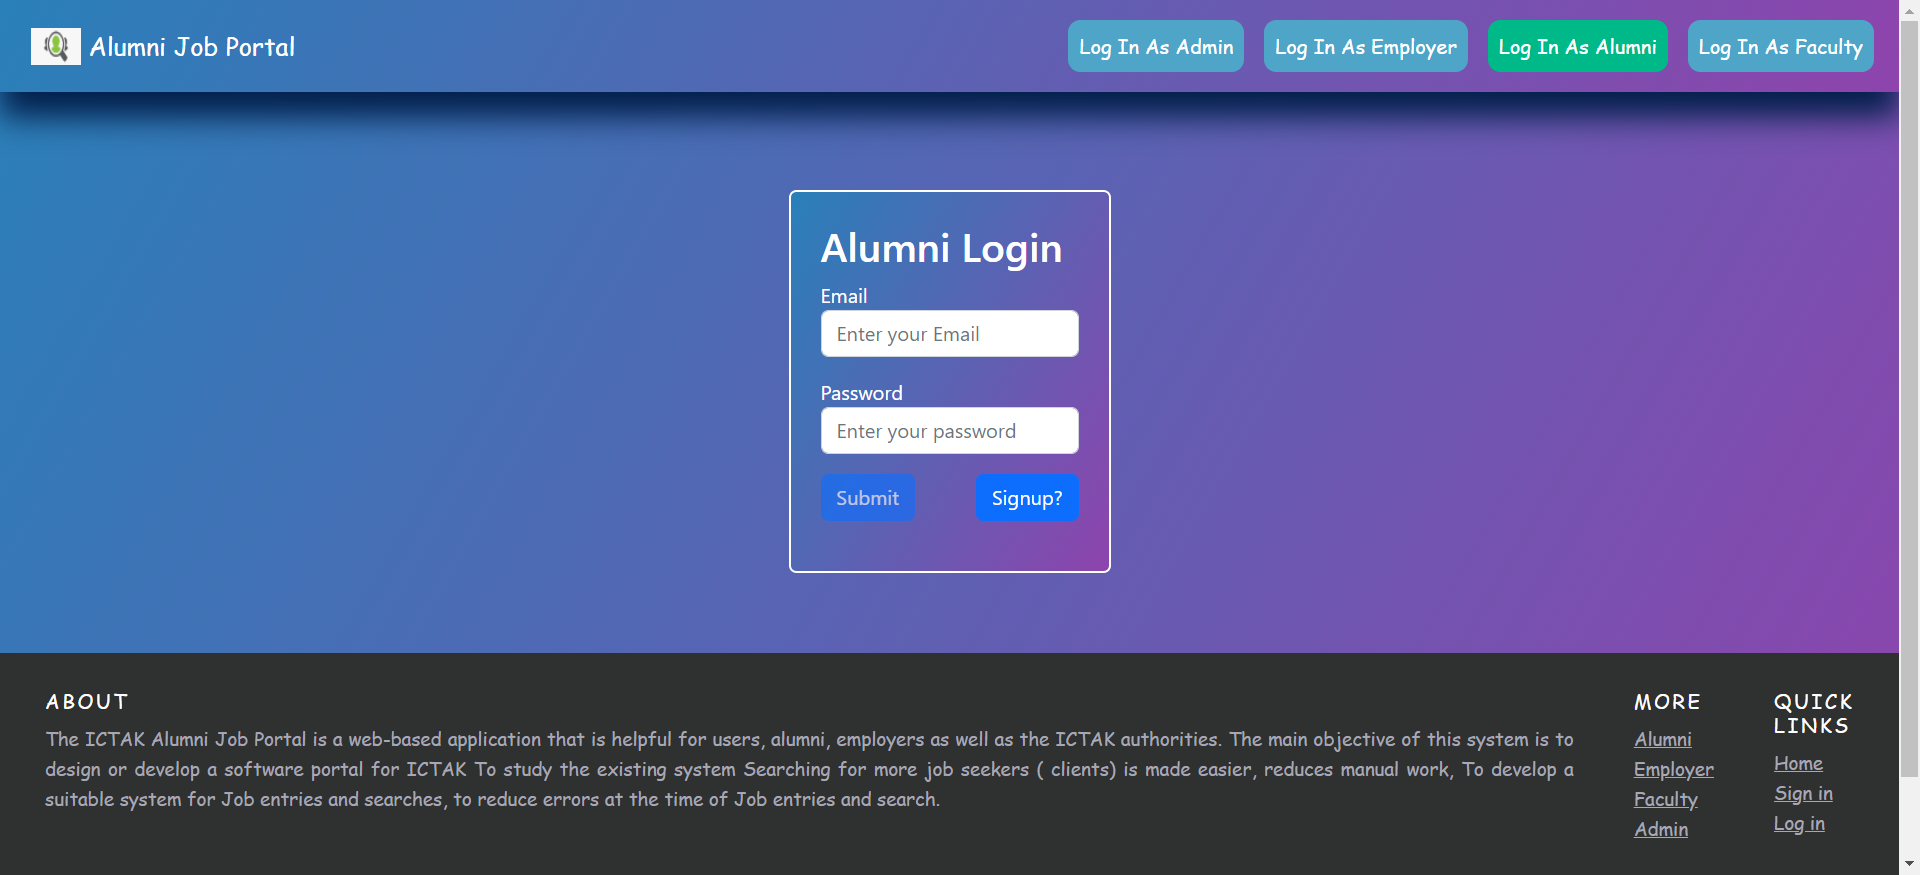 Alumni Job Portal
Log In As Admin
Log In As Employer
Log In As Alumni
Log In As Faculty
Alumni Login
Email
Enter your Email
Password
Enter your password
Submit
Signup?
ABOUT
The ICTAK Alumni Job Portal is a web-based application that is helpful for users, alumni, employers as well as the ICTAK authorities. The main objective of this system is to
design or develop a software portal for ICTAK To study the existing system Searching for more job seekers ( clients) is made easier, reduces manual work, To develop a
suitable system for Job entries and searches, to reduce errors at the time of Job entries and search.
MORE
Alumni
Employer
Faculty
Admin
QUICK
LINKS
Home
Sign in
Log in